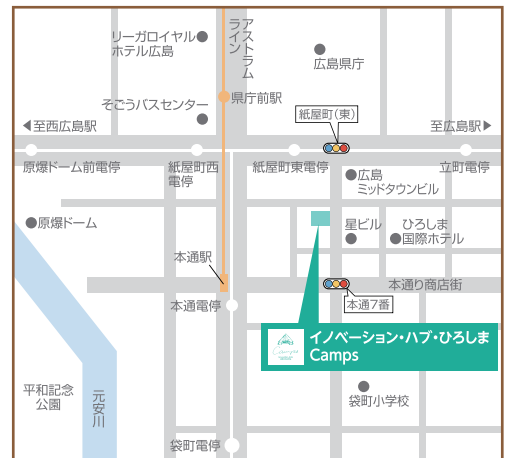 リーガロイヤル
ホテル広島
アストラム
ライン
広島県庁
県庁前駅
そごうバスセンター
紙屋町（東）
◀至西広島駅
至広島駅▶
原爆ドーム前電停
紙屋町西
電停
紙屋町東電停
立町電停
広島
ミッドタウンビル
原爆ドーム
星ビル
ひろしま
国際ホテル
本通駅
本通り商店街
本通電停
本通7番
イノベーション・ハブ・ひろしま
Camps
Camps
平和記念
公園
元安川
袋町小学校
袋町電停